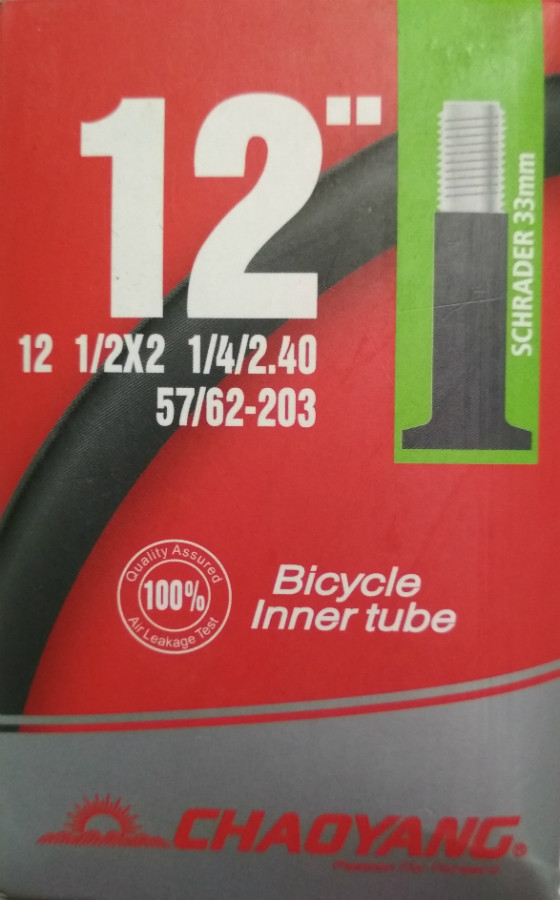 12"
SCHRADER 33mm
12 1/2X2 1/4/2.40
57/62-203
Quality Assured
100%
Air Leakage Test
Bicycle
Inner tube
CHAOYANG®